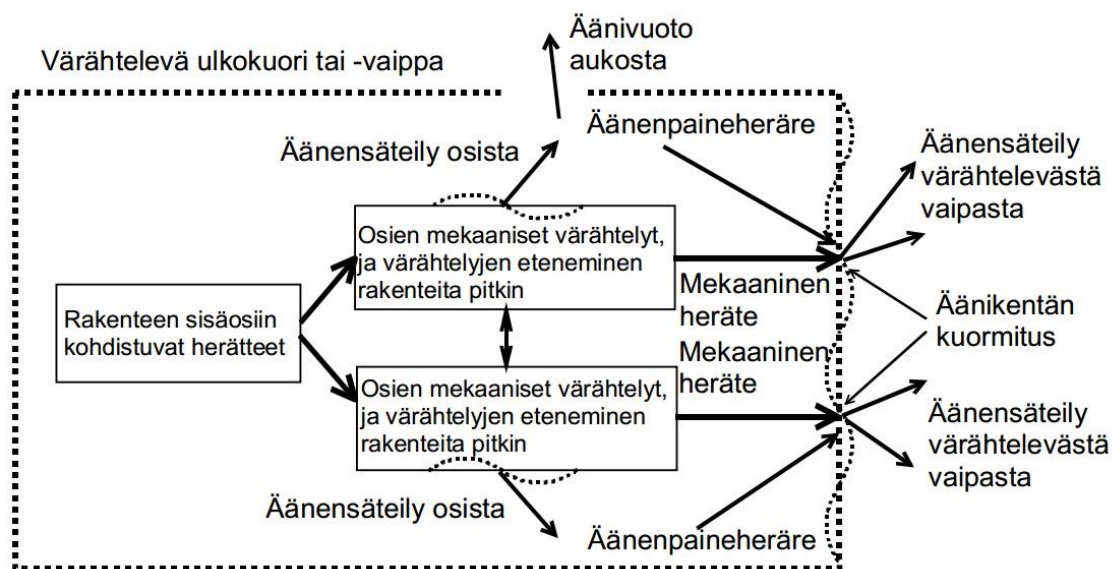 Äänivuoto
aukosta
Värähtelevä ulkokuori tai -vaippa
Äänensäteily osista
Äänenpaineheräre
Äänensäteily
värähtelevästä
vaipasta
Osien mekaaniset värähtelyt,
ja värähtelyjen eteneminen
rakenteita pitkin
Mekaaninen
heräte
Rakenteen sisäosiin
kohdistuvat herätteet
Äänikentän
kuormitus
Mekaaninen
heräte
Osien mekaaniset värähtelyt,
ja värähtelyjen eteneminen
rakenteita pitkin
Äänensäteily
värähtelevästä
vaipasta
Äänensäteily osista
Äänenpaineheräre